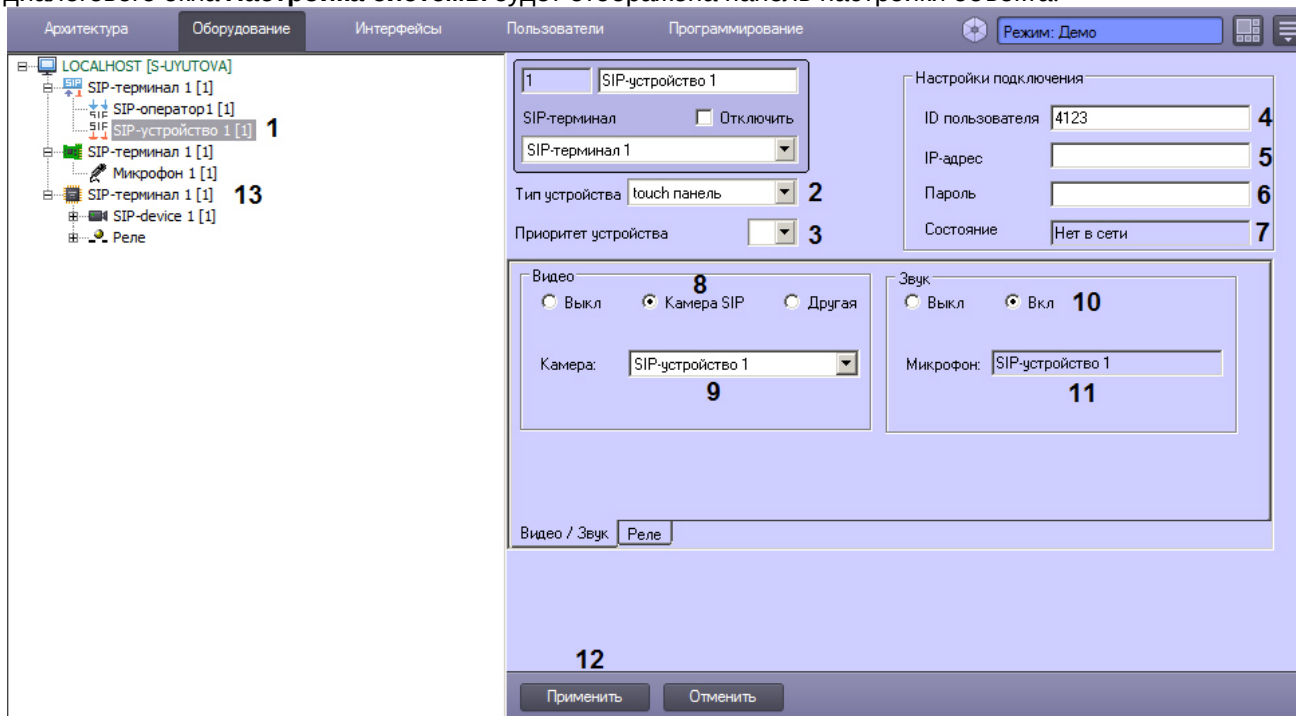 диалогового окна Настройка системы будет отображена панель настройки объекта.
Архитектура Оборудование Интерфейсы Пользователи Программирование Режим: Демо
LOCALHOST [S-UYUTOVA]
SIP-терминал 1 [1]
SIP-оператор1 [1]
SIP-устройство 1 [1] 1
SIP-терминал 1 [1]
Микрофон 1 [1]
SIP-терминал 1 [1] 13
SIP-device 1 [1]
Реле
1 SIP-устройство 1
SIP-терминал Отключить
SIP-терминал 1
Тип устройства touch панель 2
Приоритет устройства 3
Настройки подключения
ID пользователя 4123 4
IP-адрес 5
Пароль 6
Состояние Нет в сети 7
Видео
8
Выкл Камера SIP Другая
Камера: SIP-устройство 1
9
Звук
Выкл Вкл 10
Микрофон: SIP-устройство 1
11
Видео / Звук Реле
12
Применить Отменить